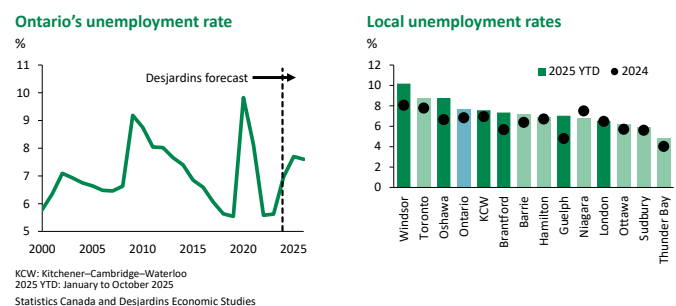 Ontario’s unemployment rate
%
11
10
9
8
7
6
5
Desjardins forecast
2000 2005 2010 2015 2020 2025
Local unemployment rates
%
12
10
8
6
4
2
0
2025 YTD 2024
Windsor
Toronto
Oshawa
Ontario
KCW
Brantford
Barrie
Hamilton
Guelph
Niagara
London
Ottawa
Sudbury
Thunder Bay
KCW: Kitchener–Cambridge–Waterloo
2025 YTD: January to October 2025
Statistics Canada and Desjardins Economic Studies